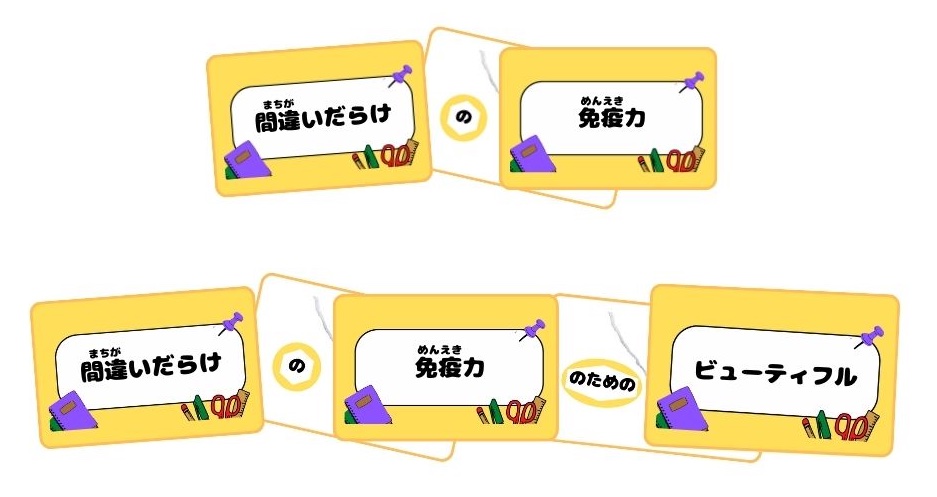 まちが
間違いだらけ の めんえき
免疫力
まちが
間違いだらけ の めんえき
免疫力 のための ビューティフル